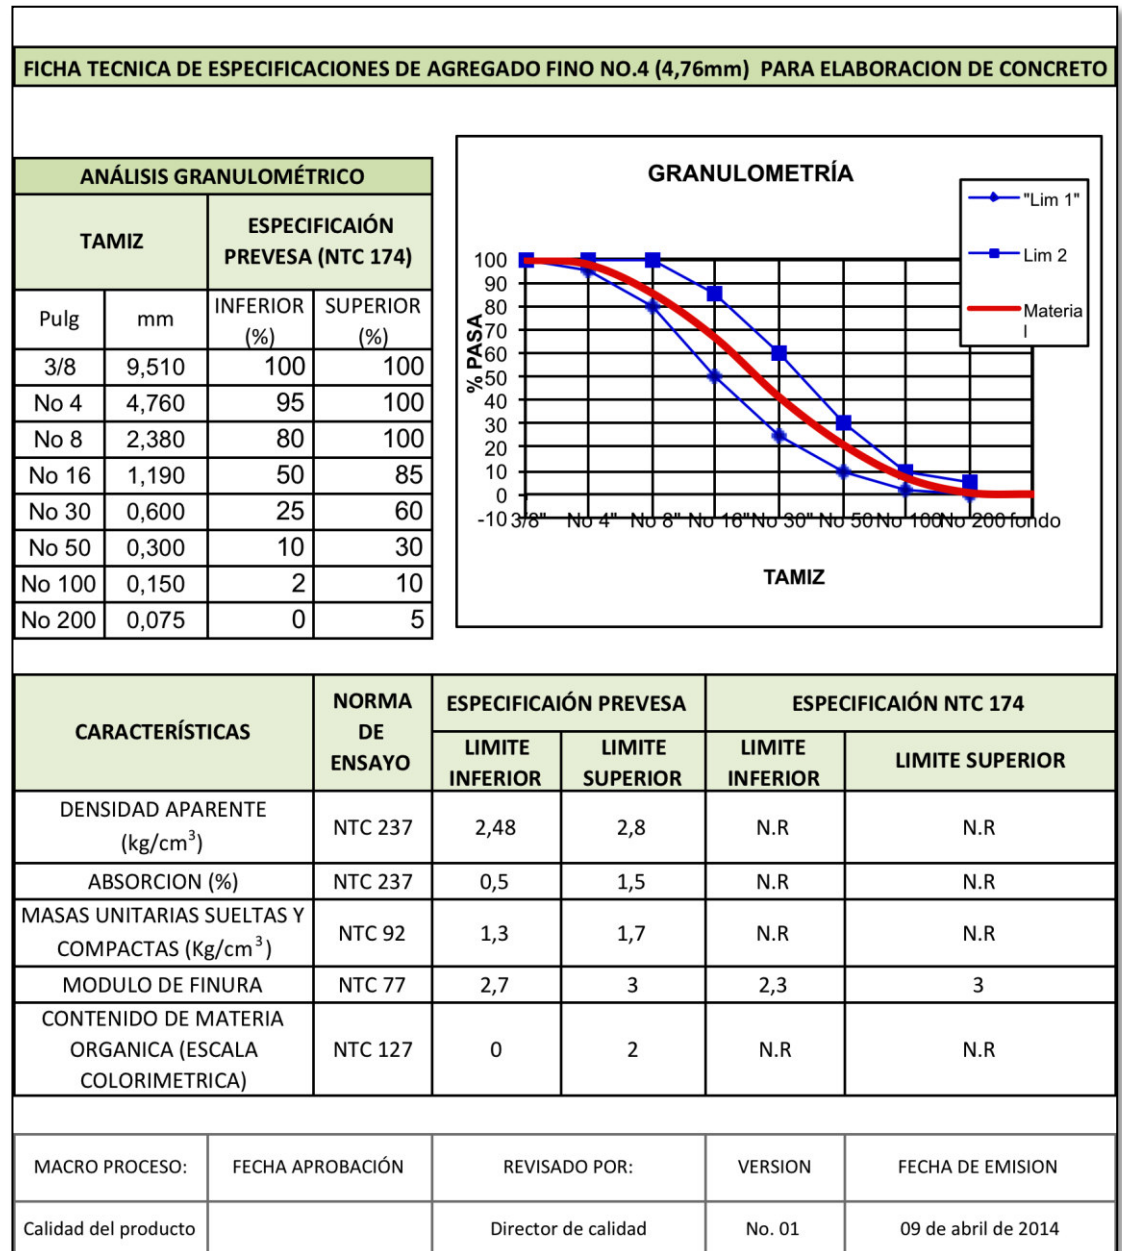 FICHA TECNICA DE ESPECIFICACIONES DE AGREGADO FINO NO.4 (4,76mm) PARA ELABORACION DE CONCRETO
ANÁLISIS GRANULOMÉTRICO
TAMIZ
ESPECIFICAIÓN
PREVESA (NTC 174)
Pulg mm INFERIOR (%) SUPERIOR (%)
3/8 9,510 100 100
No 4 4,760 95 100
No 8 2,380 80 100
No 16 1,190 50 85
No 30 0,600 25 60
No 50 0,300 10 30
No 100 0,150 2 10
No 200 0,075 0 5
GRANULOMETRÍA
"Lim 1"
Lim 2
Materia
l
% PASA
100
90
80
70
60
50
40
30
20
10
0
-10
3/8" No 4" No 8" No 16" No 30" No 50 No 100 No 200 fondo
TAMIZ
CARACTERÍSTICAS
NORMA
DE
ENSAYO
ESPECIFICAIÓN PREVESA
ESPECIFICAIÓN NTC 174
LIMITE
INFERIOR
LIMITE
SUPERIOR
LIMITE
INFERIOR
LIMITE SUPERIOR
DENSIDAD APARENTE
(kg/cm³)
NTC 237 2,48 2,8 N.R N.R
ABSORCION (%) NTC 237 0,5 1,5 N.R N.R
MASAS UNITARIAS SUELTAS Y
COMPACTAS (Kg/cm³)
NTC 92 1,3 1,7 N.R N.R
MODULO DE FINURA NTC 77 2,7 3 2,3 3
CONTENIDO DE MATERIA
ORGANICA (ESCALA
COLORIMETRICA)
NTC 127 0 2 N.R N.R
MACRO PROCESO: FECHA APROBACIÓN REVISADO POR: VERSION FECHA DE EMISION
Calidad del producto Director de calidad No. 01 09 de abril de 2014